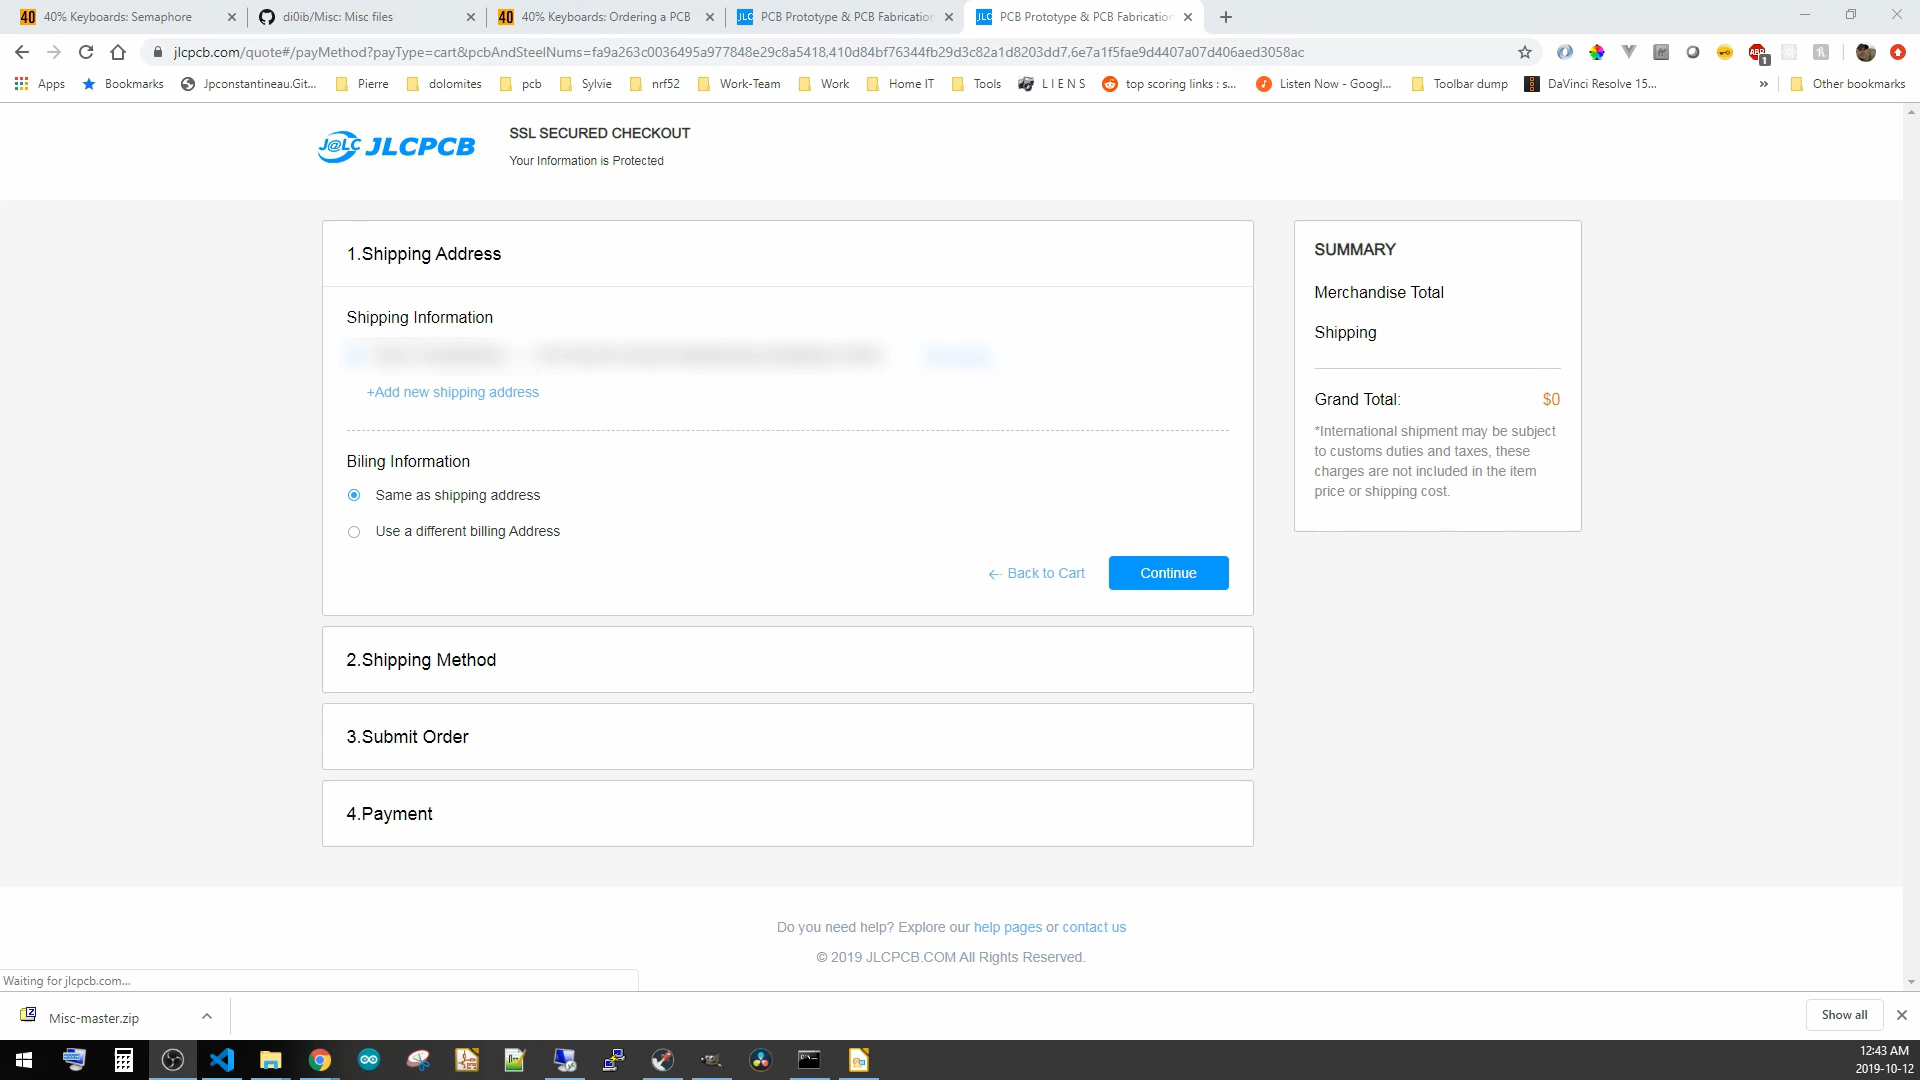 40% Keyboards: Semaphore
di0ib/Misc: Misc files
40% Keyboards: Ordering a PCB
PCB Prototype & PCB Fabrication
PCB Prototype & PCB Fabrication
jlcpcb.com/quote#/payMethod?payType=cart&pcbAndSteelNums=fa9a263c0036495a977848e29c8a5418,410d84bf76344fb29d3c82a1d8203dd7,6e7a1f5fae9d4407a07d406aed3058ac
Apps
Bookmarks
Jpconstantineau.Git...
Pierre
dolomites
pcb
Sylvie
nrf52
Work-Team
Work
Home IT
Tools
L I E N S
top scoring links : s...
Listen Now - Googl...
Toolbar dump
DaVinci Resolve 15...
»
Other bookmarks
J@LC JLCPCB
SSL SECURED CHECKOUT
Your Information is Protected
1.Shipping Address
Shipping Information
+Add new shipping address
Biling Information
Same as shipping address
Use a different billing Address
Back to Cart
Continue
2.Shipping Method
3.Submit Order
4.Payment
SUMMARY
Merchandise Total
Shipping
Grand Total: $0
*International shipment may be subject
to customs duties and taxes, these
charges are not included in the item
price or shipping cost.
Do you need help? Explore our help pages or contact us
© 2019 JLCPCB.COM All Rights Reserved.
Waiting for jlcpcb.com...
Misc-master.zip
Show all
12:43 AM
2019-10-12